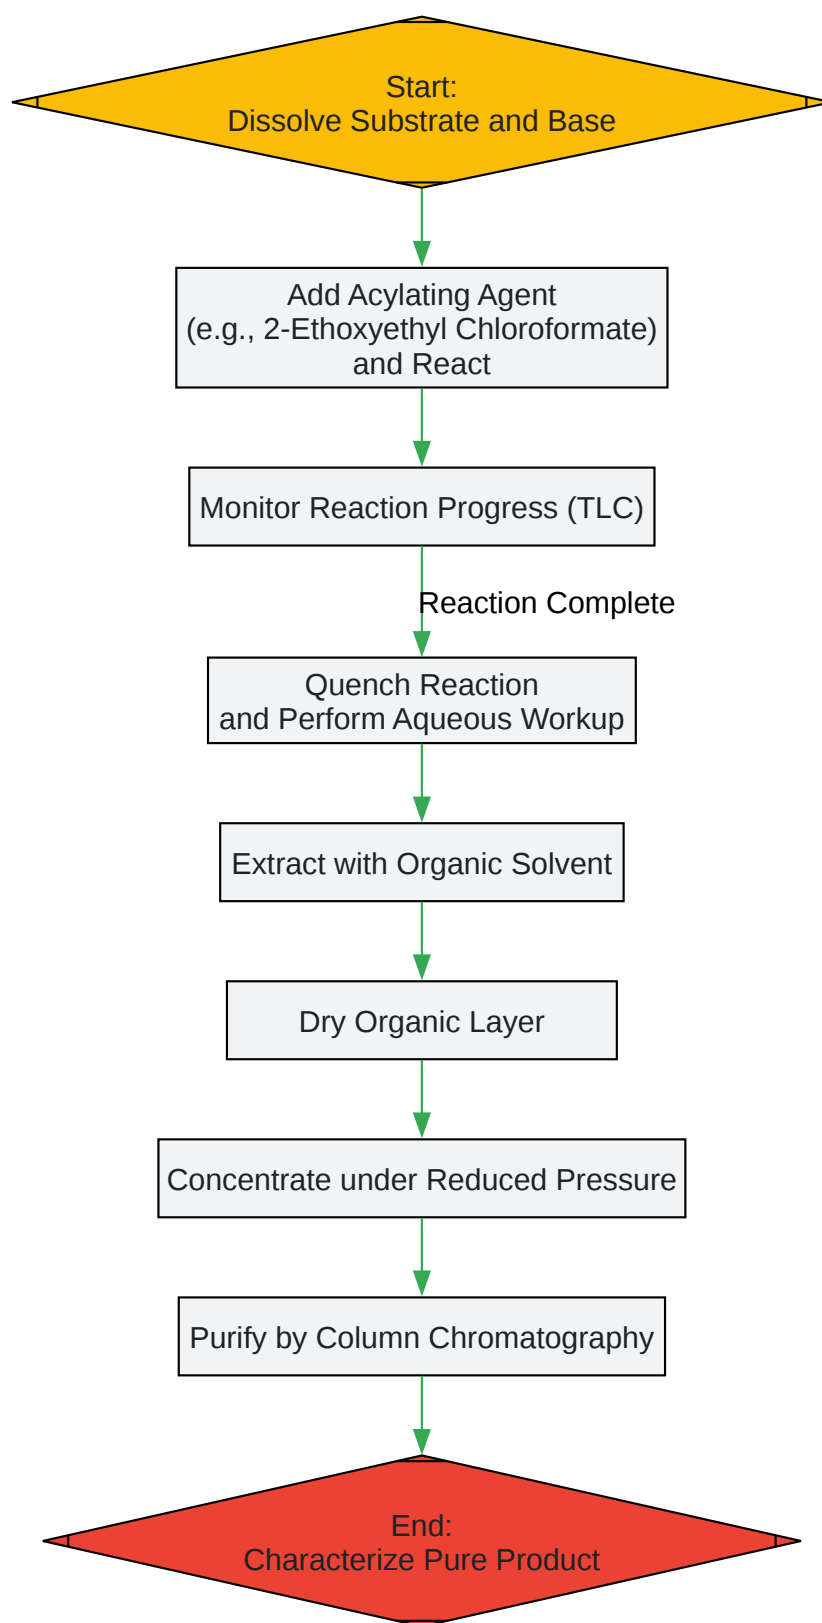 Start:
Dissolve Substrate and Base
Add Acylating Agent
(e.g., 2-Ethoxyethyl Chloroformate)
and React
Monitor Reaction Progress (TLC)
Reaction Complete
Quench Reaction
and Perform Aqueous Workup
Extract with Organic Solvent
Dry Organic Layer
Concentrate under Reduced Pressure
Purify by Column Chromatography
End:
Characterize Pure Product